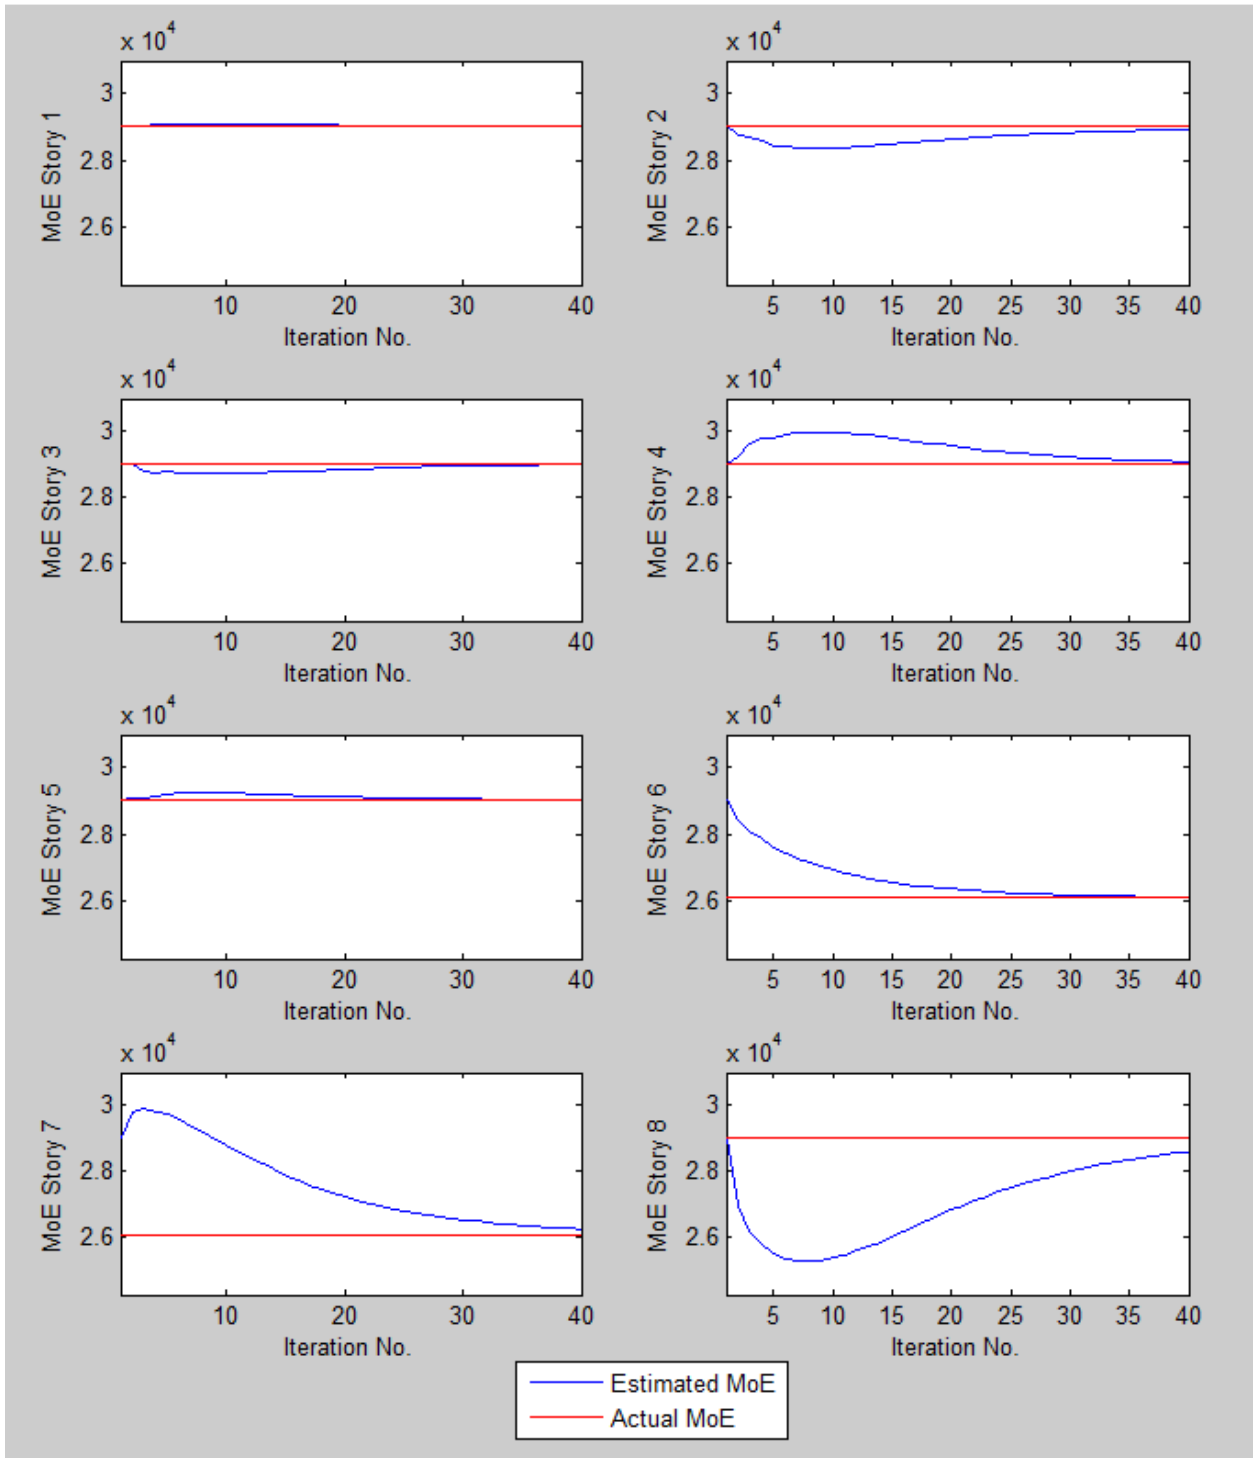 x 10^4
3
2.8
2.6
MoE Story 1
10 20 30 40
Iteration No.
x 10^4
3
2.8
2.6
MoE Story 2
5 10 15 20 25 30 35 40
Iteration No.
x 10^4
3
2.8
2.6
MoE Story 3
10 20 30 40
Iteration No.
x 10^4
3
2.8
2.6
MoE Story 4
5 10 15 20 25 30 35 40
Iteration No.
x 10^4
3
2.8
2.6
MoE Story 5
10 20 30 40
Iteration No.
x 10^4
3
2.8
2.6
MoE Story 6
5 10 15 20 25 30 35 40
Iteration No.
x 10^4
3
2.8
2.6
MoE Story 7
10 20 30 40
Iteration No.
x 10^4
3
2.8
2.6
MoE Story 8
5 10 15 20 25 30 35 40
Iteration No.
Estimated MoE
Actual MoE